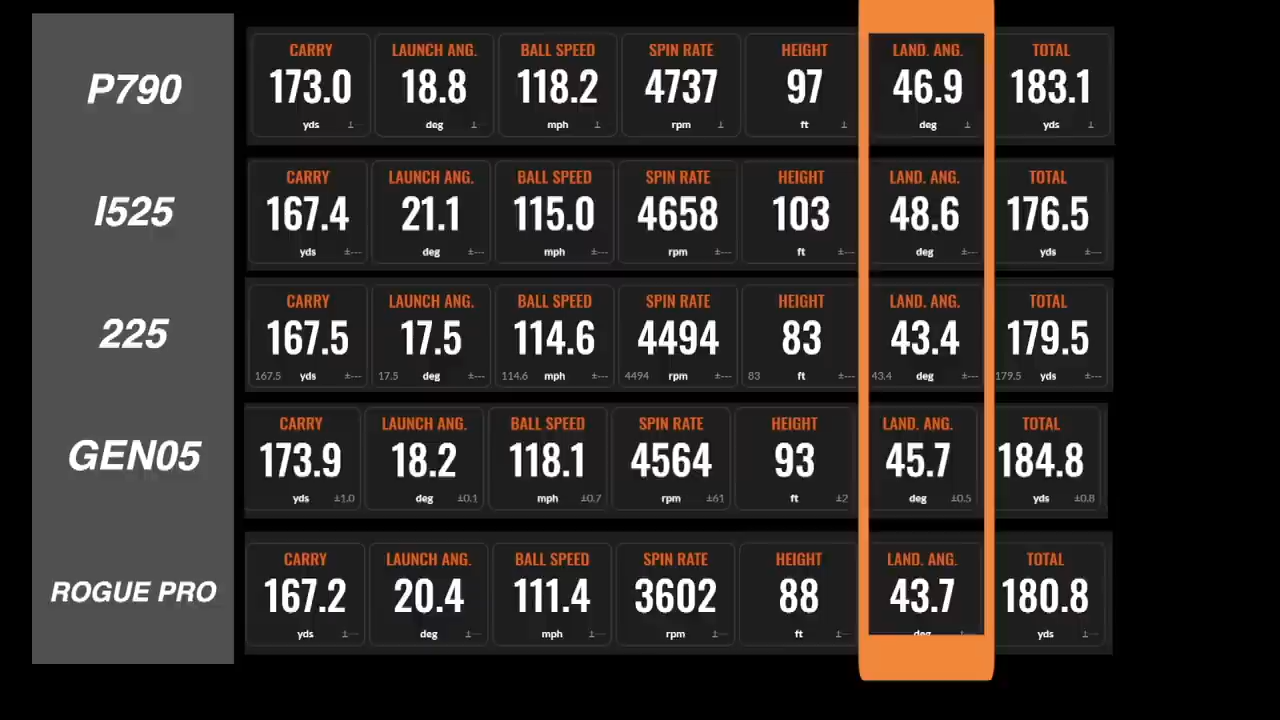 P790
CARRY LAUNCH ANG. BALL SPEED SPIN RATE HEIGHT LAND. ANG. TOTAL
173.0 18.8 118.2 4737 97 46.9 183.1
yds ± deg ± mph ± rpm ± ft ± deg ± yds ±
I525
CARRY LAUNCH ANG. BALL SPEED SPIN RATE HEIGHT LAND. ANG. TOTAL
167.4 21.1 115.0 4658 103 48.6 176.5
yds ±--- deg ±--- mph ±--- rpm ±--- ft ±--- deg ±--- yds ±---
225
CARRY LAUNCH ANG. BALL SPEED SPIN RATE HEIGHT LAND. ANG. TOTAL
167.5 17.5 114.6 4494 83 43.4 179.5
167.5 yds ±--- 17.5 deg ±--- 114.6 mph ±--- 4494 rpm ±--- 83 ft ±--- 43.4 deg ±--- 179.5 yds ±---
GEN05
CARRY LAUNCH ANG. BALL SPEED SPIN RATE HEIGHT LAND. ANG. TOTAL
173.9 18.2 118.1 4564 93 45.7 184.8
yds ±1.0 deg ±0.1 mph ±0.7 rpm ±61 ft ±2 deg ±0.5 yds ±0.8
ROGUE PRO
CARRY LAUNCH ANG. BALL SPEED SPIN RATE HEIGHT LAND. ANG. TOTAL
167.2 20.4 111.4 3602 88 43.7 180.8
yds ±--- deg ±--- mph ±--- rpm ±--- ft ±--- deg ±--- yds ±---